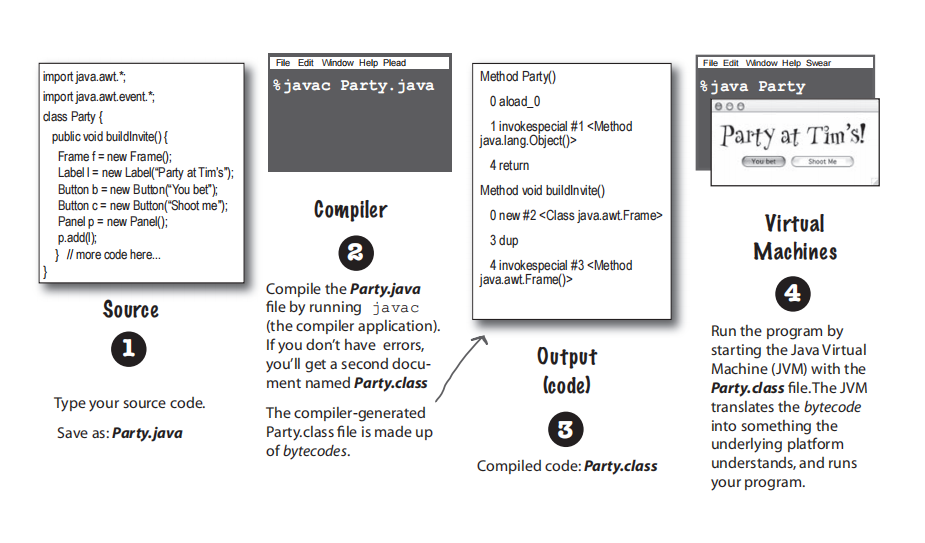 import java.awt.*;
import java.awt.event.*;
class Party {
public void buildInvite() {
Frame f = new Frame();
Label l = new Label(“Party at Tim’s”);
Button b = new Button(“You bet”);
Button c = new Button(“Shoot me”);
Panel p = new Panel();
p.add(l);
} // more code here...
}
Source
1
Type your source code.
Save as: Party.java
File Edit Window Help Plead
%javac Party.java
Compiler
2
Compile the Party.java
file by running javac
(the compiler application).
If you don’t have errors,
you’ll get a second docu-
ment named Party.class
The compiler-generated
Party.class file is made up
of bytecodes.
Method Party()
0 aload_0
1 invokespecial #1 <Method
java.lang.Object()>
4 return
Method void buildInvite()
0 new #2 <Class java.awt.Frame>
3 dup
4 invokespecial #3 <Method
java.awt.Frame()>
Output
(code)
3
Compiled code: Party.class
File Edit Window Help Swear
%java Party
Party at Tim’s!
You bet Shoot Me
Virtual
Machines
4
Run the program by
starting the Java Virtual
Machine (JVM) with the
Party.class file. The JVM
translates the bytecode
into something the
underlying platform
understands, and runs
your program.